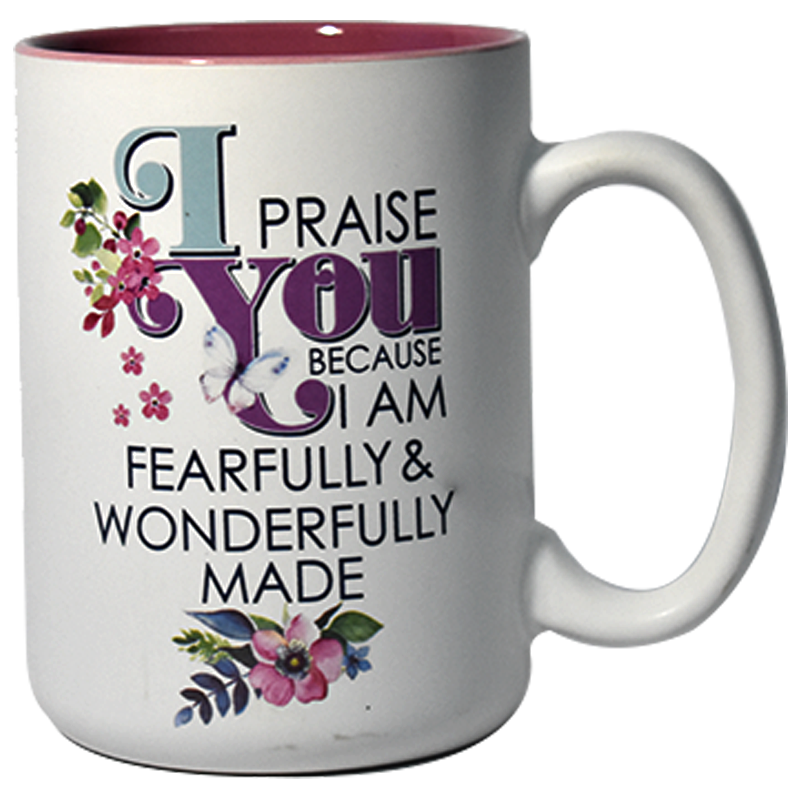 I PRAISE
You
BECAUSE
I AM
FEARFULLY &
WONDERFULLY
MADE